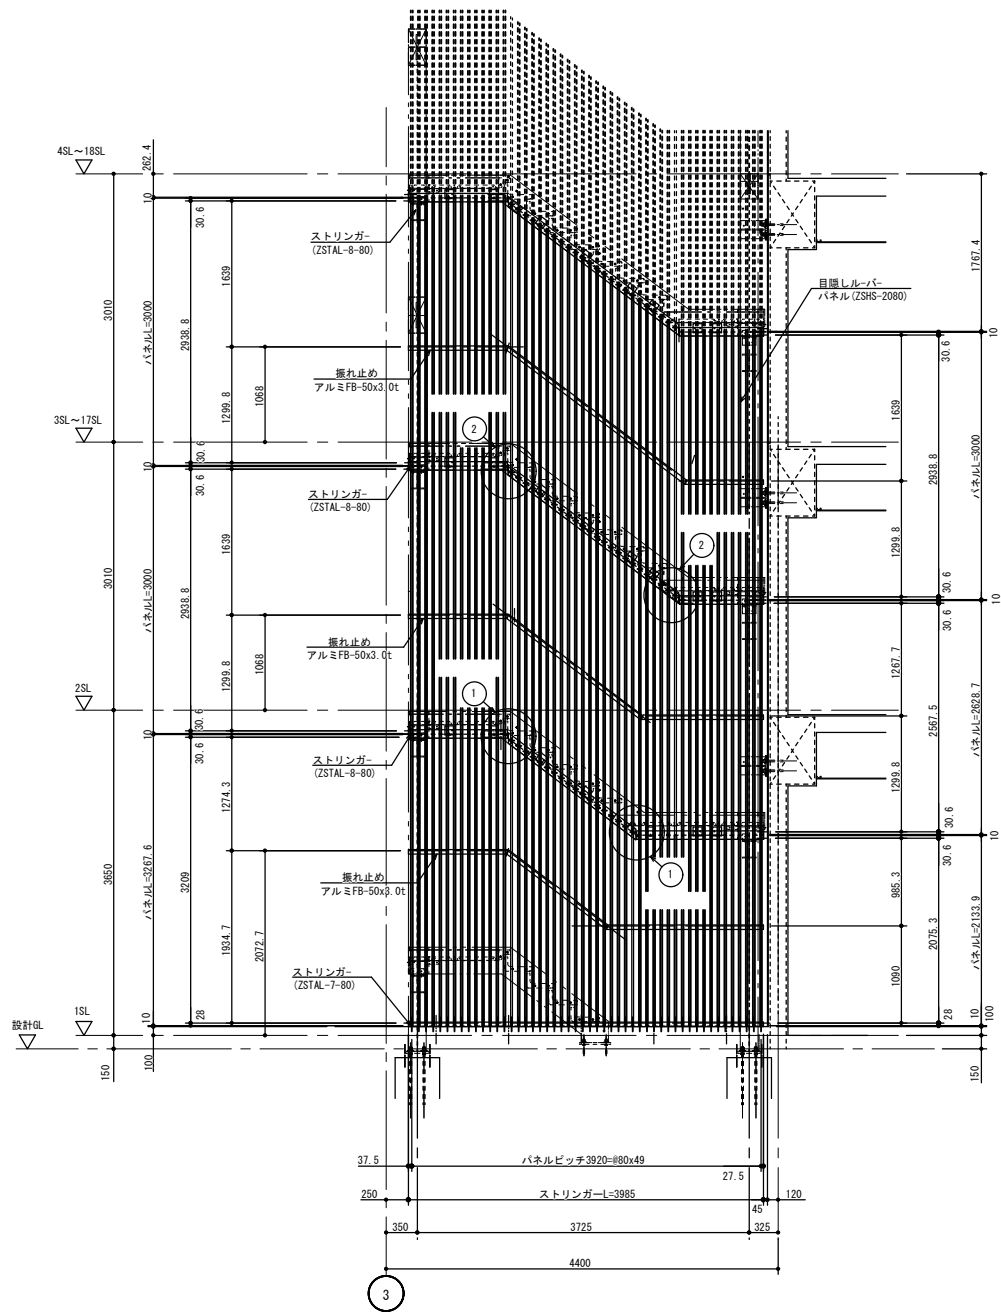 4SL～18SL
262.4
10
30.6
ストリンガー
(ZSTAL-8-80)
目隠しルーバー
パネル(ZSHS-2080)
1767.4
10
30.6
1639
3010
パネルL=3000
2938.8
振れ止め
アルミFB-50x3.0t
1299.8
1068
3SL～17SL
2
30.6
10
30.6
ストリンガー
(ZSTAL-8-80)
1639
パネルL=3000
2938.8
1299.8
2
30.6
10
30.6
1639
3010
パネルL=3000
2938.8
振れ止め
アルミFB-50x3.0t
1299.8
1068
2SL
1
30.6
10
30.6
ストリンガー
(ZSTAL-8-80)
1267.7
2567.5
パネルL=2628.7
1299.8
30.6
10
30.6
1274.3
3650
パネルL=3267.6
3209
振れ止め
アルミFB-50x3.0t
1
1934.7
2072.7
985.3
2075.3
パネルL=2133.9
1090
ストリンガー
(ZSTAL-7-80)
設計GL
1SL
10
28
28
10
100
150
100
150
37.5
パネルピッチ3920=@80x49
27.5
250
ストリンガーL=3985
45
120
350
3725
325
4400
3